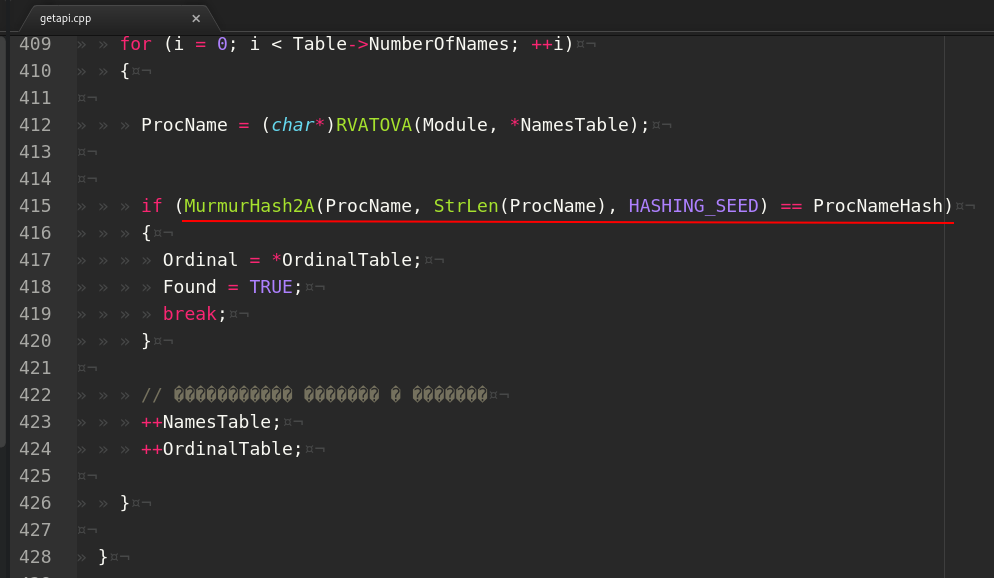 getapi.cpp ×
409 » » for (i = 0; i < Table->NumberOfNames; ++i)¤¬
410 » » {¤¬
411 ¤¬
412 » » » ProcName = (char*)RVATOVA(Module, *NamesTable);¤¬
413 ¤¬
414 ¤¬
415 » » » if (MurmurHash2A(ProcName, StrLen(ProcName), HASHING_SEED) == ProcNameHash)¤¬
416 » » » {¤¬
417 » » » » Ordinal = *OrdinalTable;¤¬
418 » » » » Found = TRUE;¤¬
419 » » » » break;¤¬
420 » » » }¤¬
421 ¤¬
422 » » » // ����������� ������� � �������¤¬
423 » » » ++NamesTable;¤¬
424 » » » ++OrdinalTable;¤¬
425 ¤¬
426 » » }¤¬
427 ¤¬
428 » }¤¬